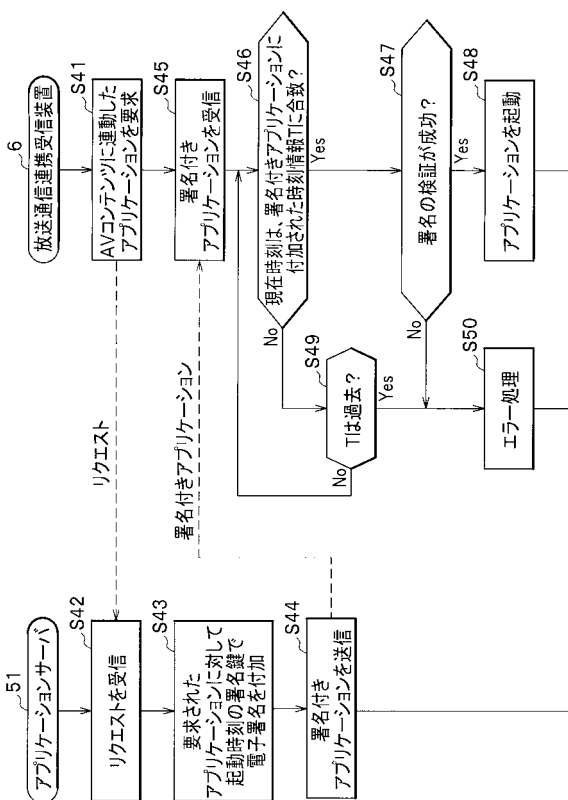 51
アプリケーションサーバ
S42
リクエストを受信
S43
要求された
アプリケーションに対して
起動時刻の署名鍵で
電子署名を付加
S44
署名付き
アプリケーションを送信
リクエスト
署名付きアプリケーション
6
放送通信連携受信装置
S41
AVコンテンツに連動した
アプリケーションを要求
S45
署名付き
アプリケーションを受信
S46
現在時刻は、署名付きアプリケーションに
付加された時刻情報TIに合致？
Yes
No
S49
TIは過去？
Yes
No
S47
署名の検証が成功？
Yes
No
S48
アプリケーションを起動
S50
エラー処理